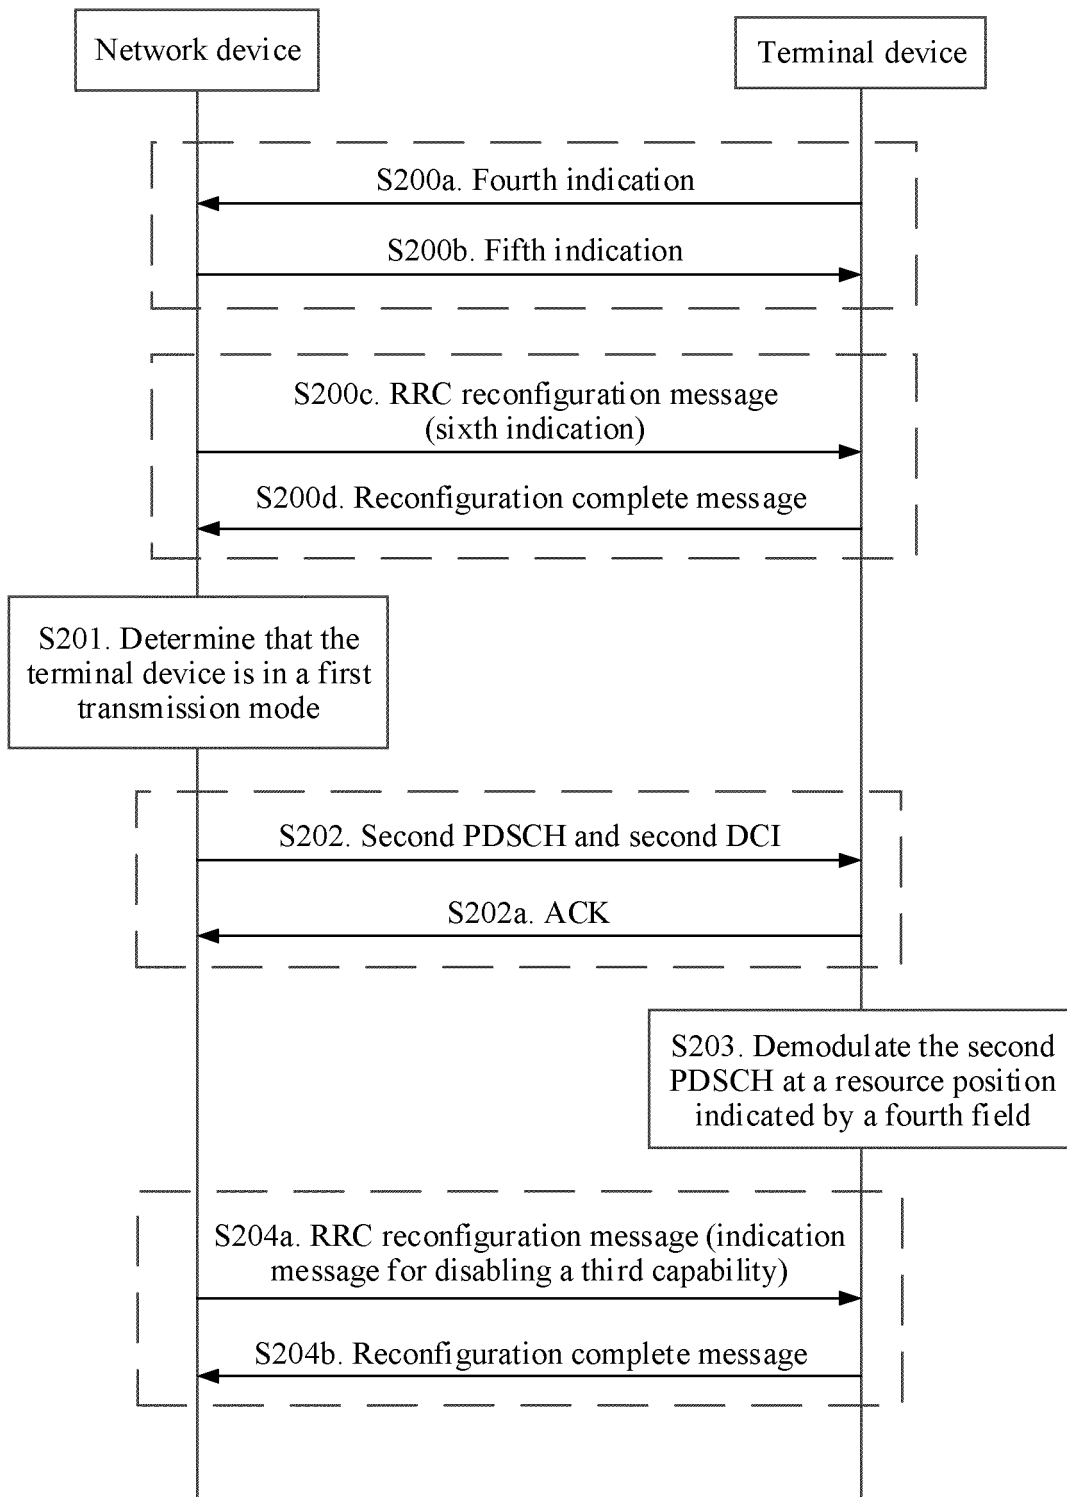 Network device
Terminal device
S200a. Fourth indication
S200b. Fifth indication
S200c. RRC reconfiguration message
(sixth indication)
S200d. Reconfiguration complete message
S201. Determine that the
terminal device is in a first
transmission mode
S202. Second PDSCH and second DCI
S202a. ACK
S203. Demodulate the second
PDSCH at a resource position
indicated by a fourth field
S204a. RRC reconfiguration message (indication
message for disabling a third capability)
S204b. Reconfiguration complete message